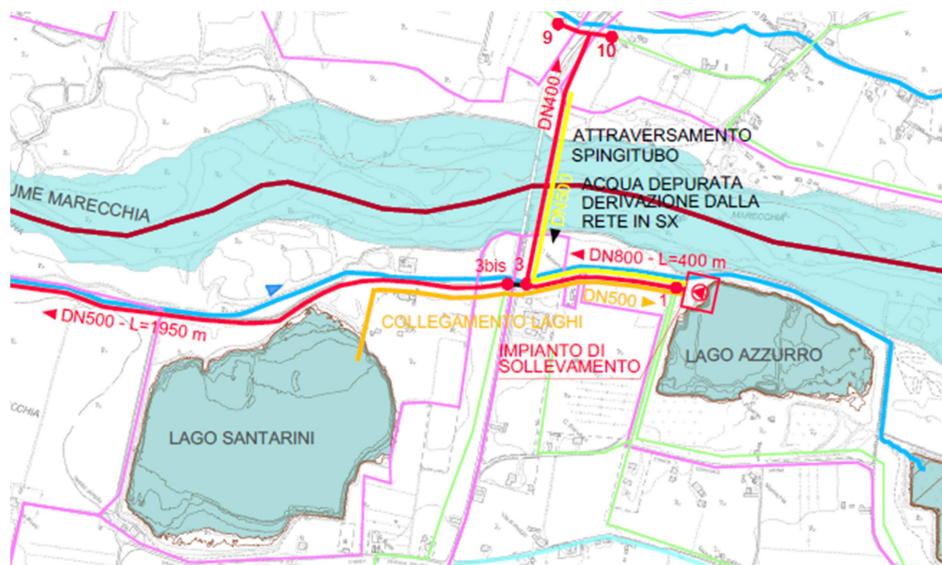 9
10
DN400
ATTRAVERSAMENTO
SPINGITUBO
DN500
ACQUA DEPURATA
DERIVAZIONE DALLA
RETE IN SX
UME MARECCHIA
MARECCHIA
3bis
3
DN800 - L=400 m
DN500
1
DN500 - L=1950 m
COLLEGAMENTO LAGHI
IMPIANTO DI
SOLLEVAMENTO
LAGO AZZURRO
LAGO SANTARINI